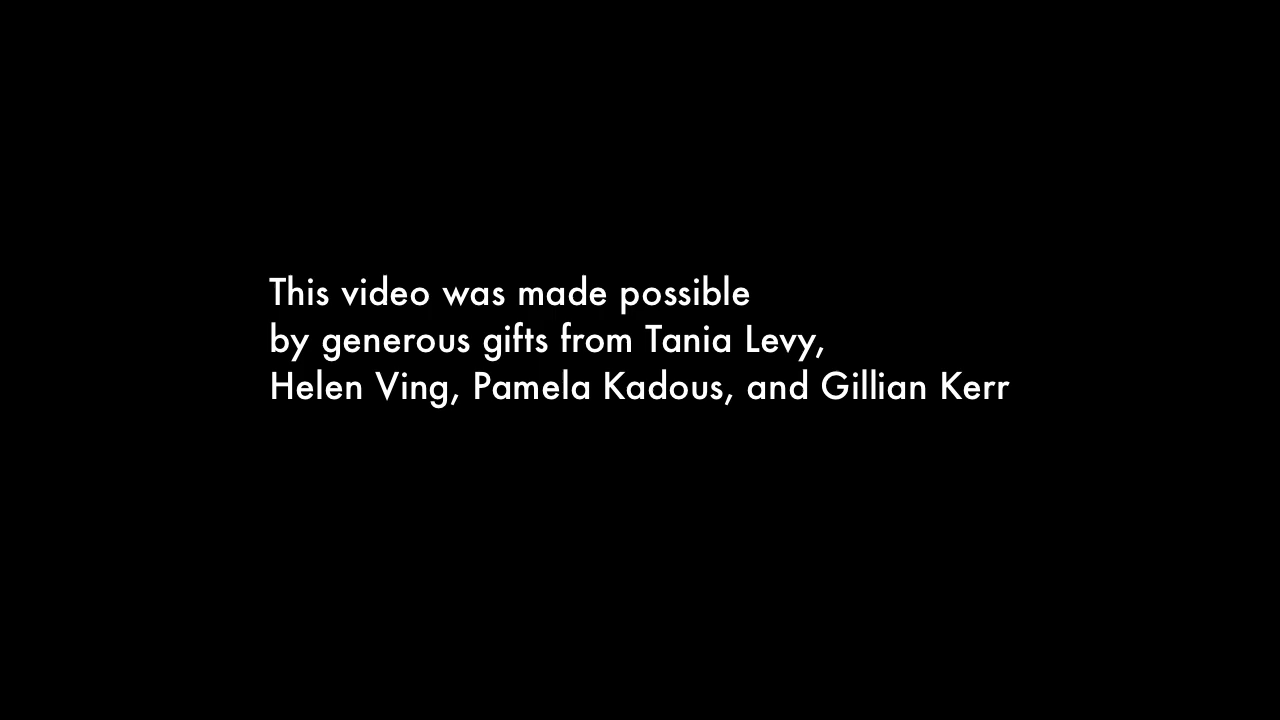 This video was made possible
by generous gifts from Tania Levy,
Helen Ving, Pamela Kadous, and Gillian Kerr